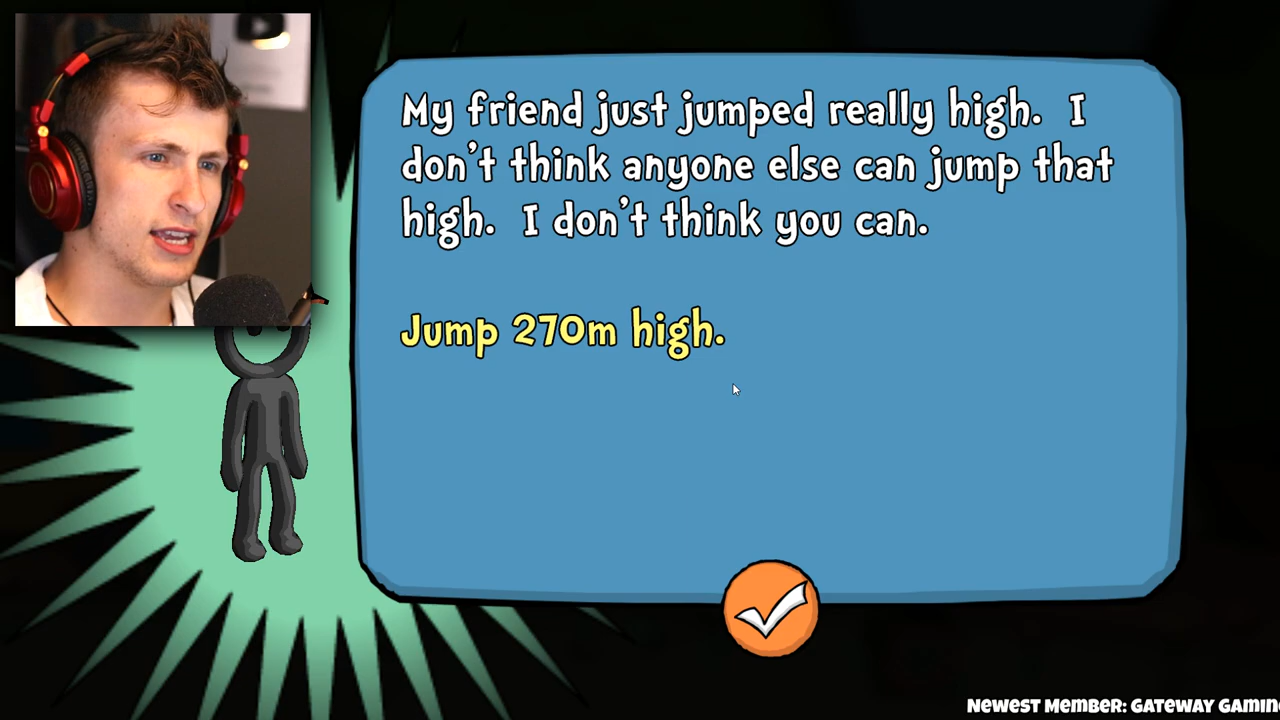 My friend just jumped really high. I
don't think anyone else can jump that
high. I don't think you can.
Jump 270m high.
Newest Member: Gateway Gamin